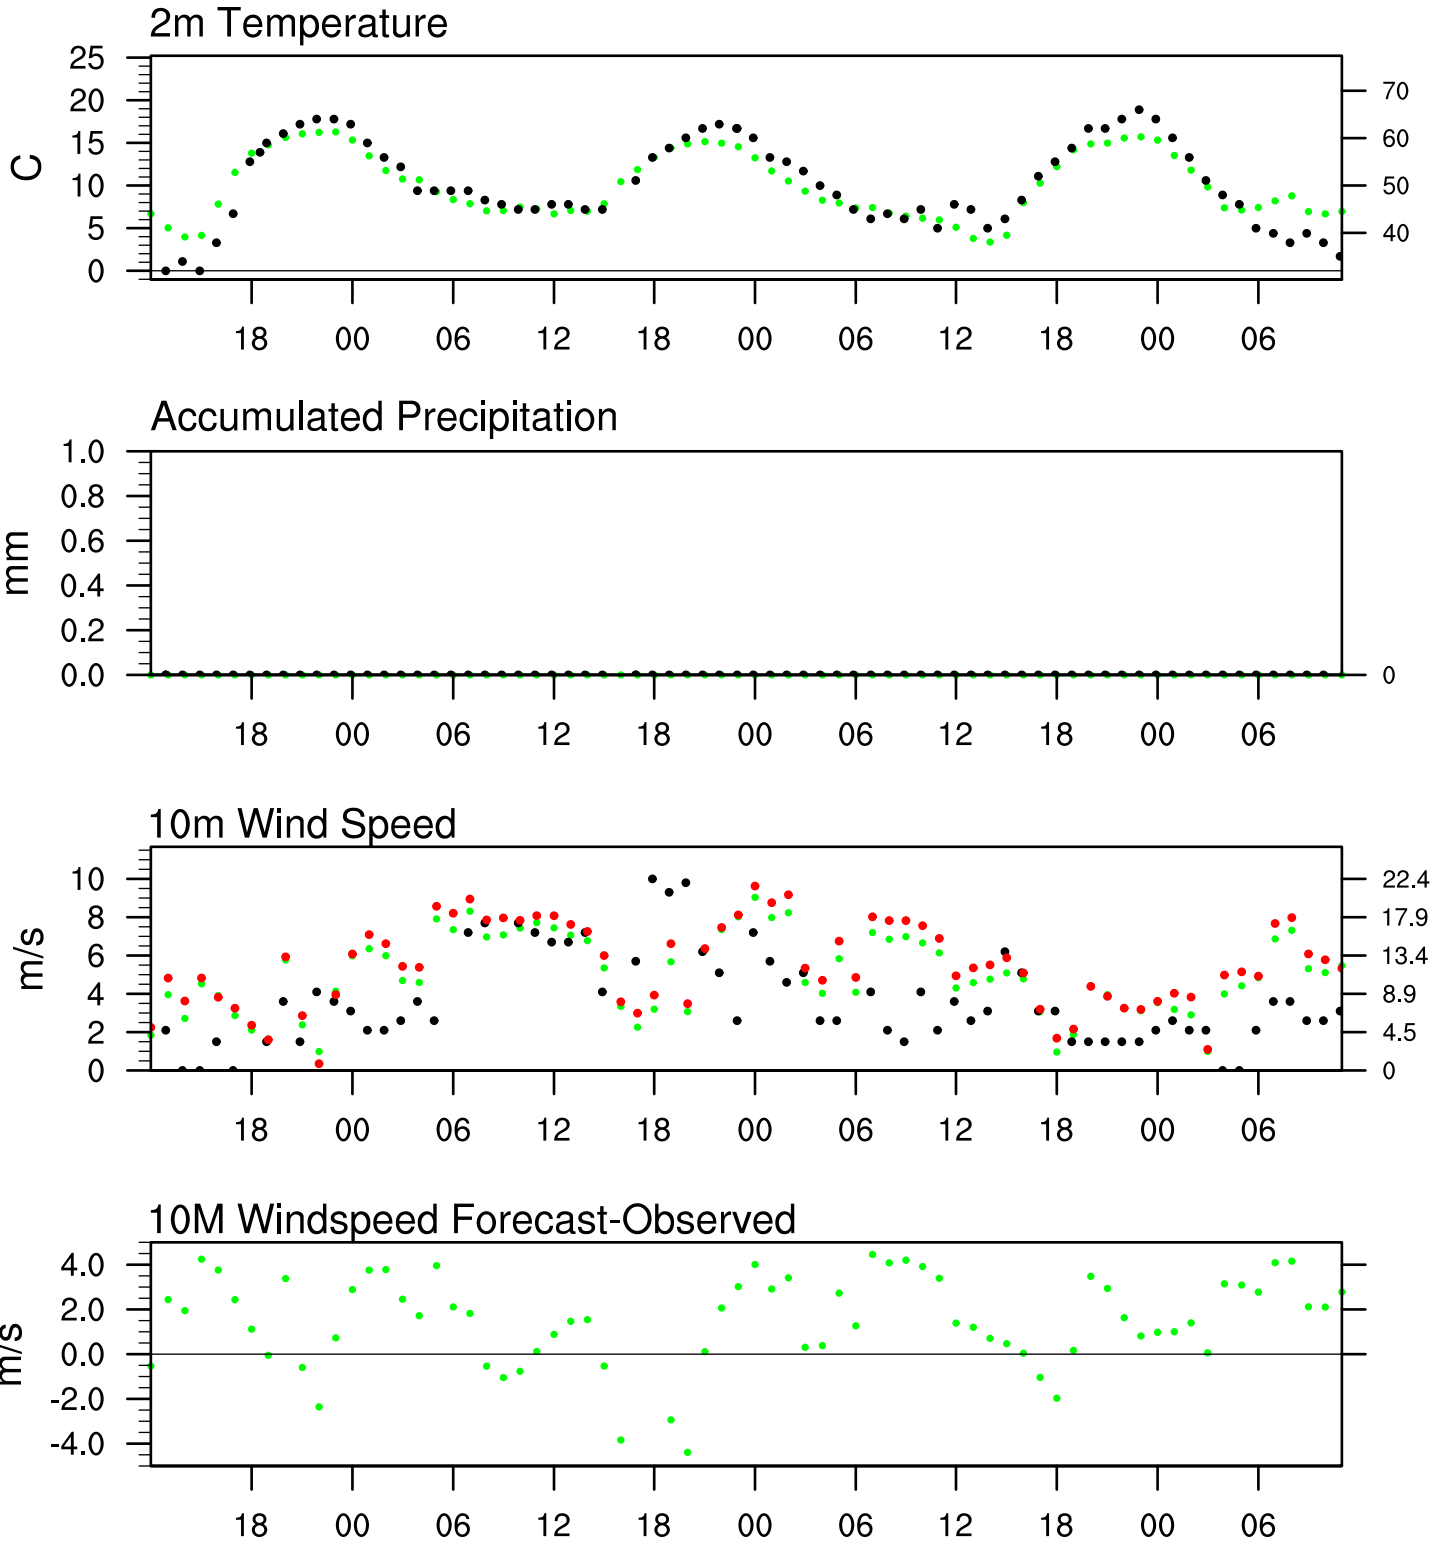 2m Temperature
25
20
15
10
5
0
C
70
60
50
40
18 00 06 12 18 00 06 12 18 00 06
Accumulated Precipitation
1.0
0.8
0.6
0.4
0.2
0.0
mm
0
18 00 06 12 18 00 06 12 18 00 06
10m Wind Speed
10
8
6
4
2
0
m/s
22.4
17.9
13.4
8.9
4.5
0
18 00 06 12 18 00 06 12 18 00 06
10M Windspeed Forecast-Observed
4.0
2.0
0.0
-2.0
-4.0
m/s
18 00 06 12 18 00 06 12 18 00 06